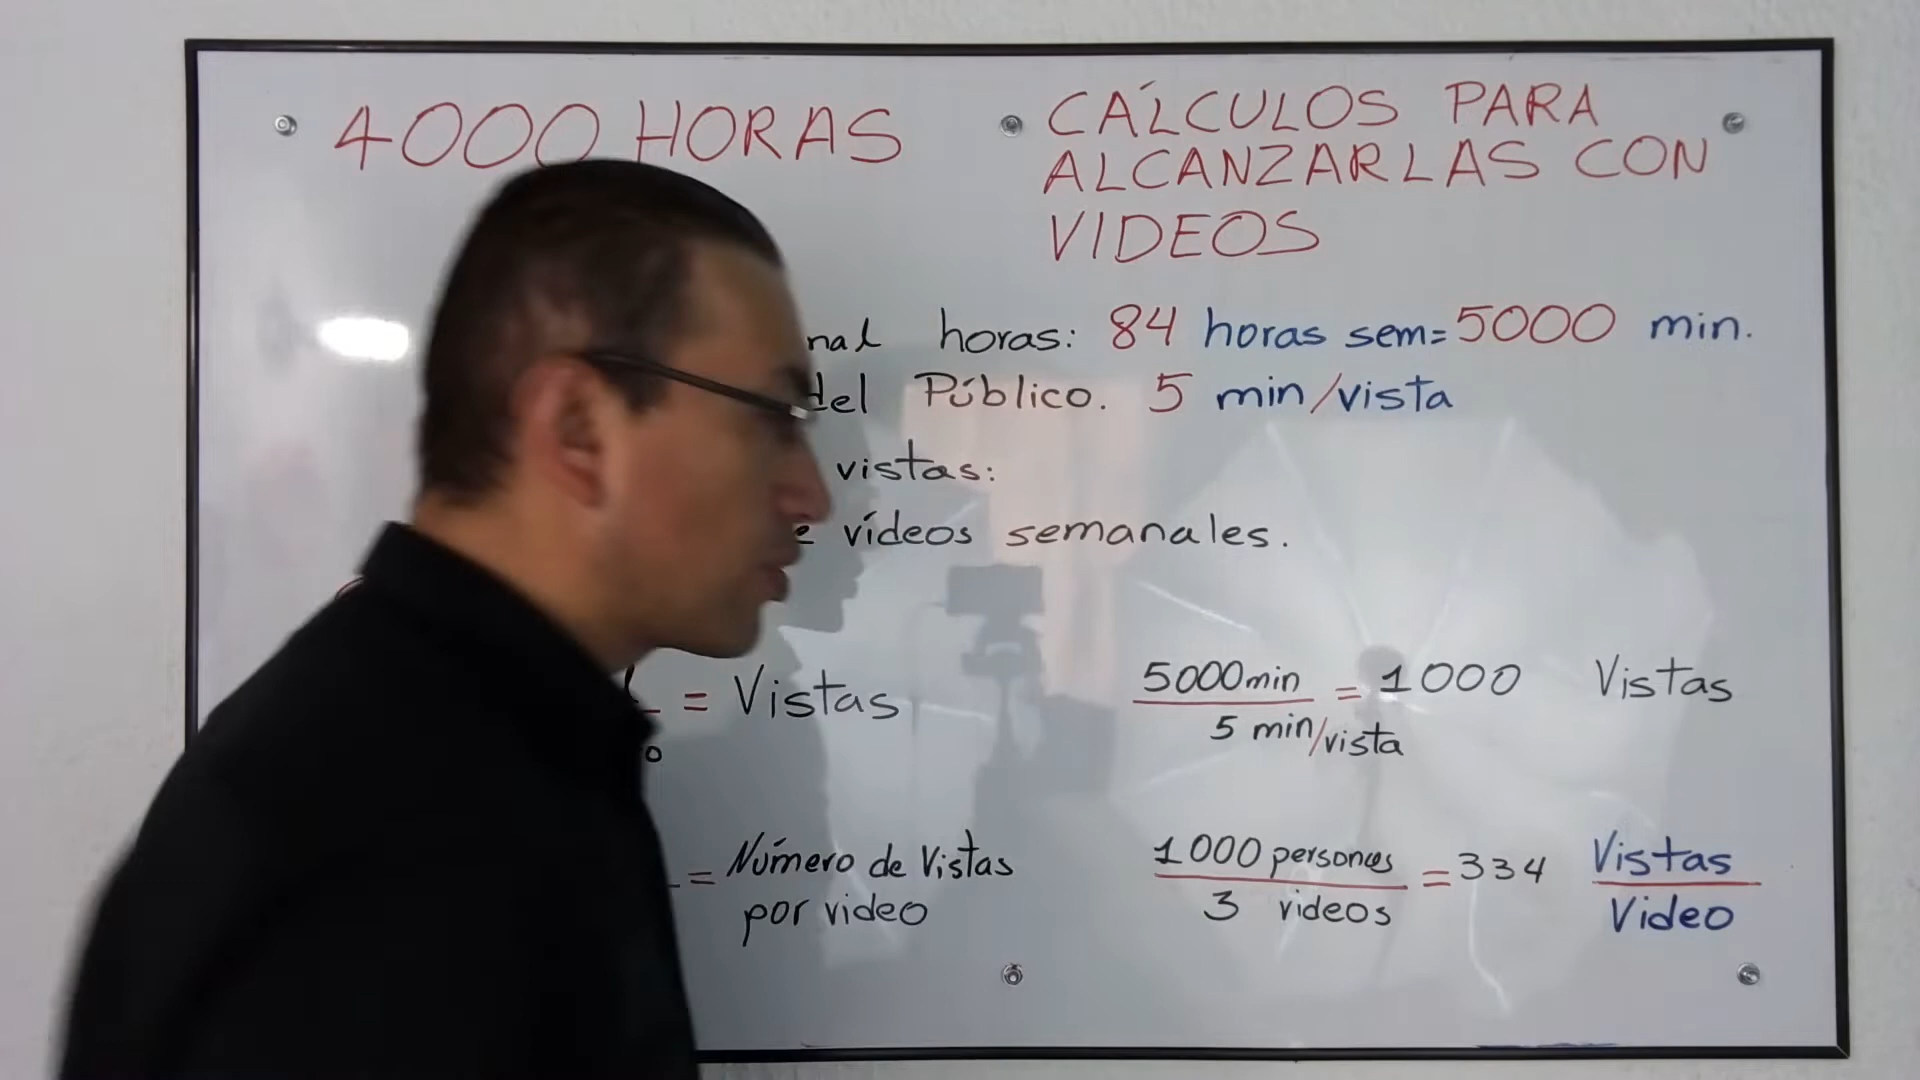 4000 HORAS
CÁLCULOS PARA
ALCANZARLAS CON
VIDEOS
horas: 84 horas sem=5000 min.
del Público. 5 min/vista
vistas:
vídeos semanales.
= Vistas
5000min = 1000 Vistas
5 min/vista
= Número de Vistas
por video
1000 personas = 334 Vistas
3 videos Video